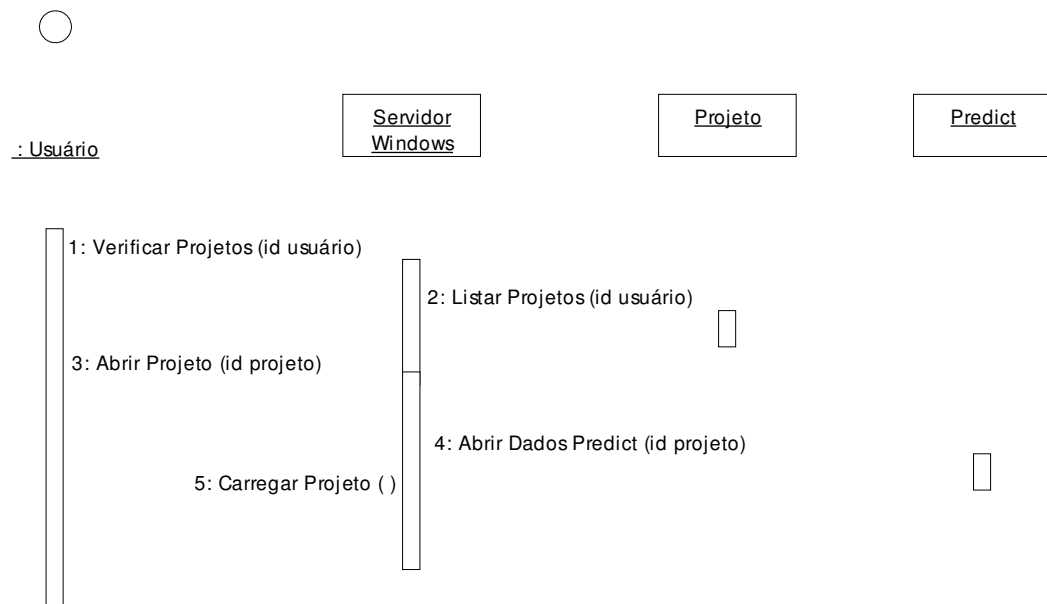 Servidor
Windows
Projeto
Predict
: Usuário
1: Verificar Projetos (id usuário)
2: Listar Projetos (id usuário)
3: Abrir Projeto (id projeto)
4: Abrir Dados Predict (id projeto)
5: Carregar Projeto ( )